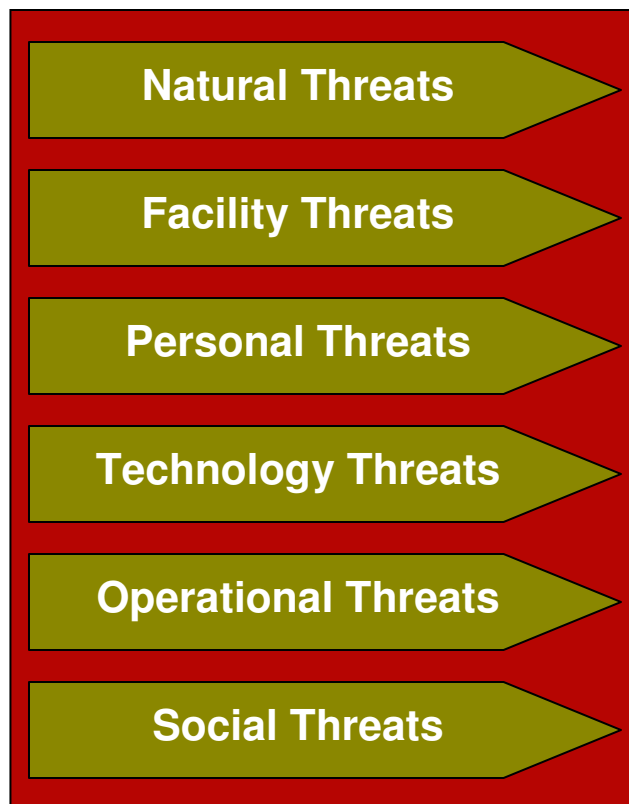 Natural Threats
Facility Threats
Personal Threats
Technology Threats
Operational Threats
Social Threats